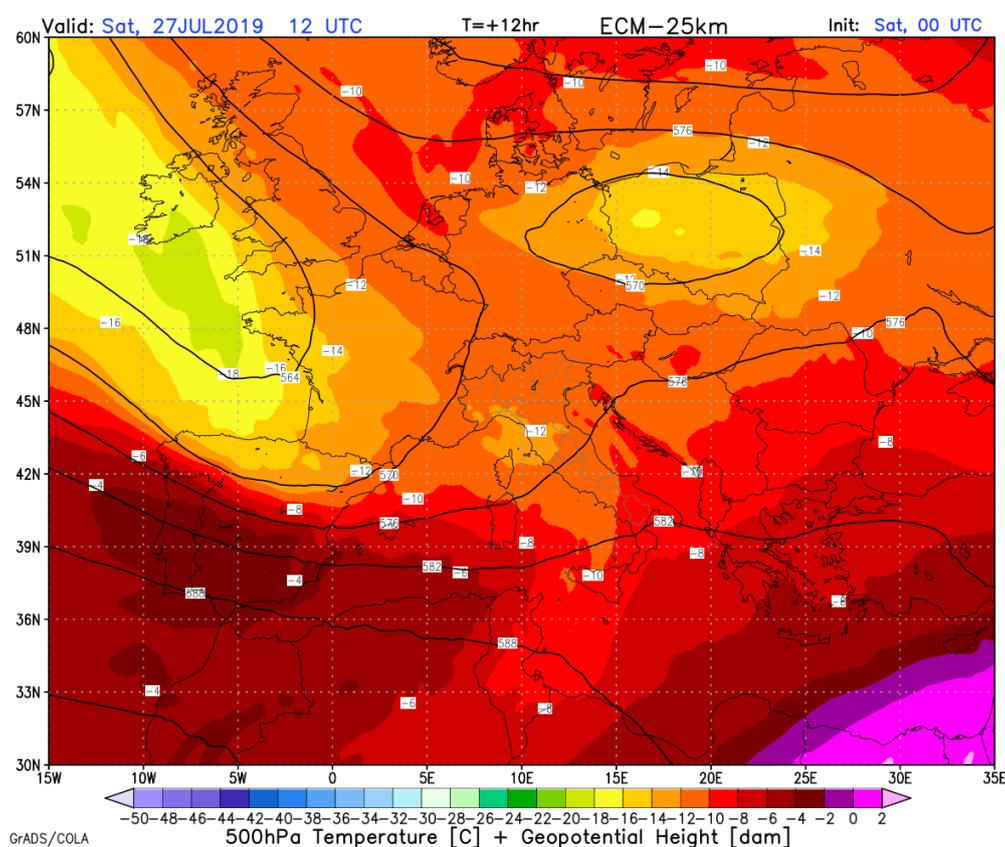 Valid: Sat, 27JUL2019 12 UTC T=+12hr ECM-25km Init: Sat, 00 UTC
60N
-10
-10
-10
57N
576
-12
54N
-14
-10
-12
51N
-14
-12
-12
570
-12
48N
-16
576
-10
-14
-16
-18
564
576
45N
-12
-8
42N
-6
-12
570
-4
-10
-8
576
582
39N
-8
-8
582
-6
-4
-10
588
-6
36N
588
33N
-4
-6
-8
30N
15W 10W 5W 0 5E 10E 15E 20E 25E 30E 35E
-50 -48 -46 -44 -42 -40 -38 -36 -34 -32 -30 -28 -26 -24 -22 -20 -18 -16 -14 -12 -10 -8 -6 -4 -2 0 2
GrADS/COLA 500hPa Temperature [C] + Geopotential Height [dam]